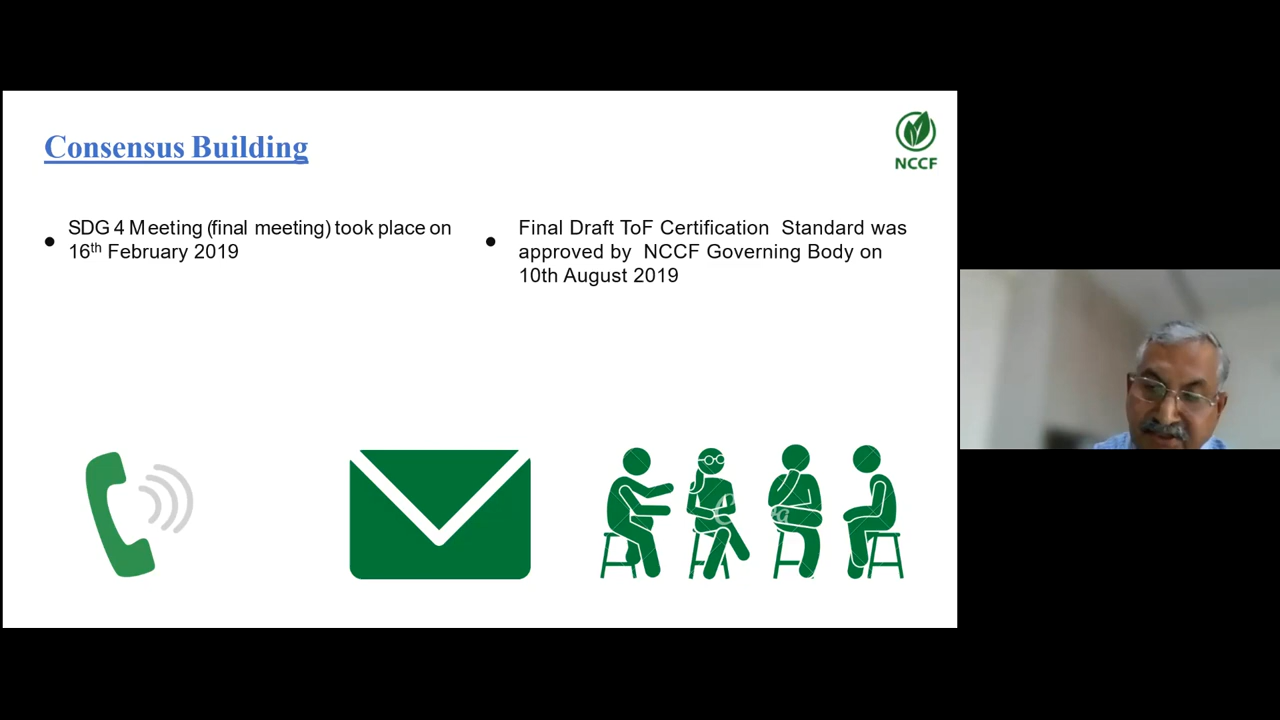 Consensus Building
NCCF
SDG 4 Meeting (final meeting) took place on
16th February 2019
Final Draft ToF Certification Standard was
approved by NCCF Governing Body on
10th August 2019